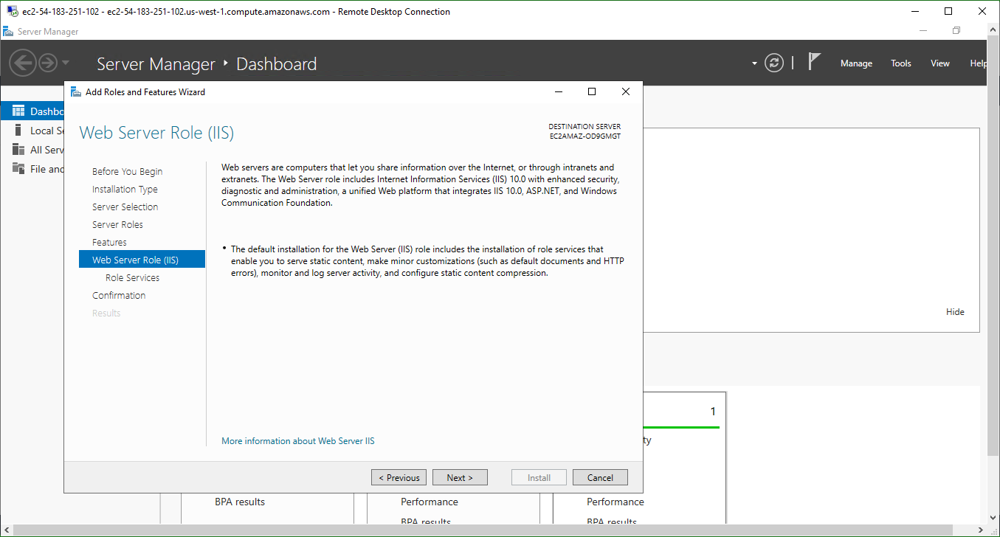 ec2-54-183-251-102 - ec2-54-183-251-102.us-west-1.compute.amazonaws.com - Remote Desktop Connection
Server Manager
Server Manager Dashboard
Manage Tools View Help
Add Roles and Features Wizard
Dashbo
Local Se
All Serv
File and
Web Server Role (IIS)
DESTINATION SERVER
EC2AMAZ-OD9GMGT
Before You Begin
Installation Type
Server Selection
Server Roles
Features
Web Server Role (IIS)
Role Services
Confirmation
Results
Web servers are computers that let you share information over the Internet, or through intranets and
extranets. The Web Server role includes Internet Information Services (IIS) 10.0 with enhanced security,
diagnostic and administration, a unified Web platform that integrates IIS 10.0, ASP.NET, and Windows
Communication Foundation.
• The default installation for the Web Server (IIS) role includes the installation of role services that
enable you to serve static content, make minor customizations (such as default documents and HTTP
errors), monitor and log server activity, and configure static content compression.
More information about Web Server IIS
< Previous Next > Install Cancel
Hide
1
ty
BPA results
Performance
BPA results
Performance
BPA results